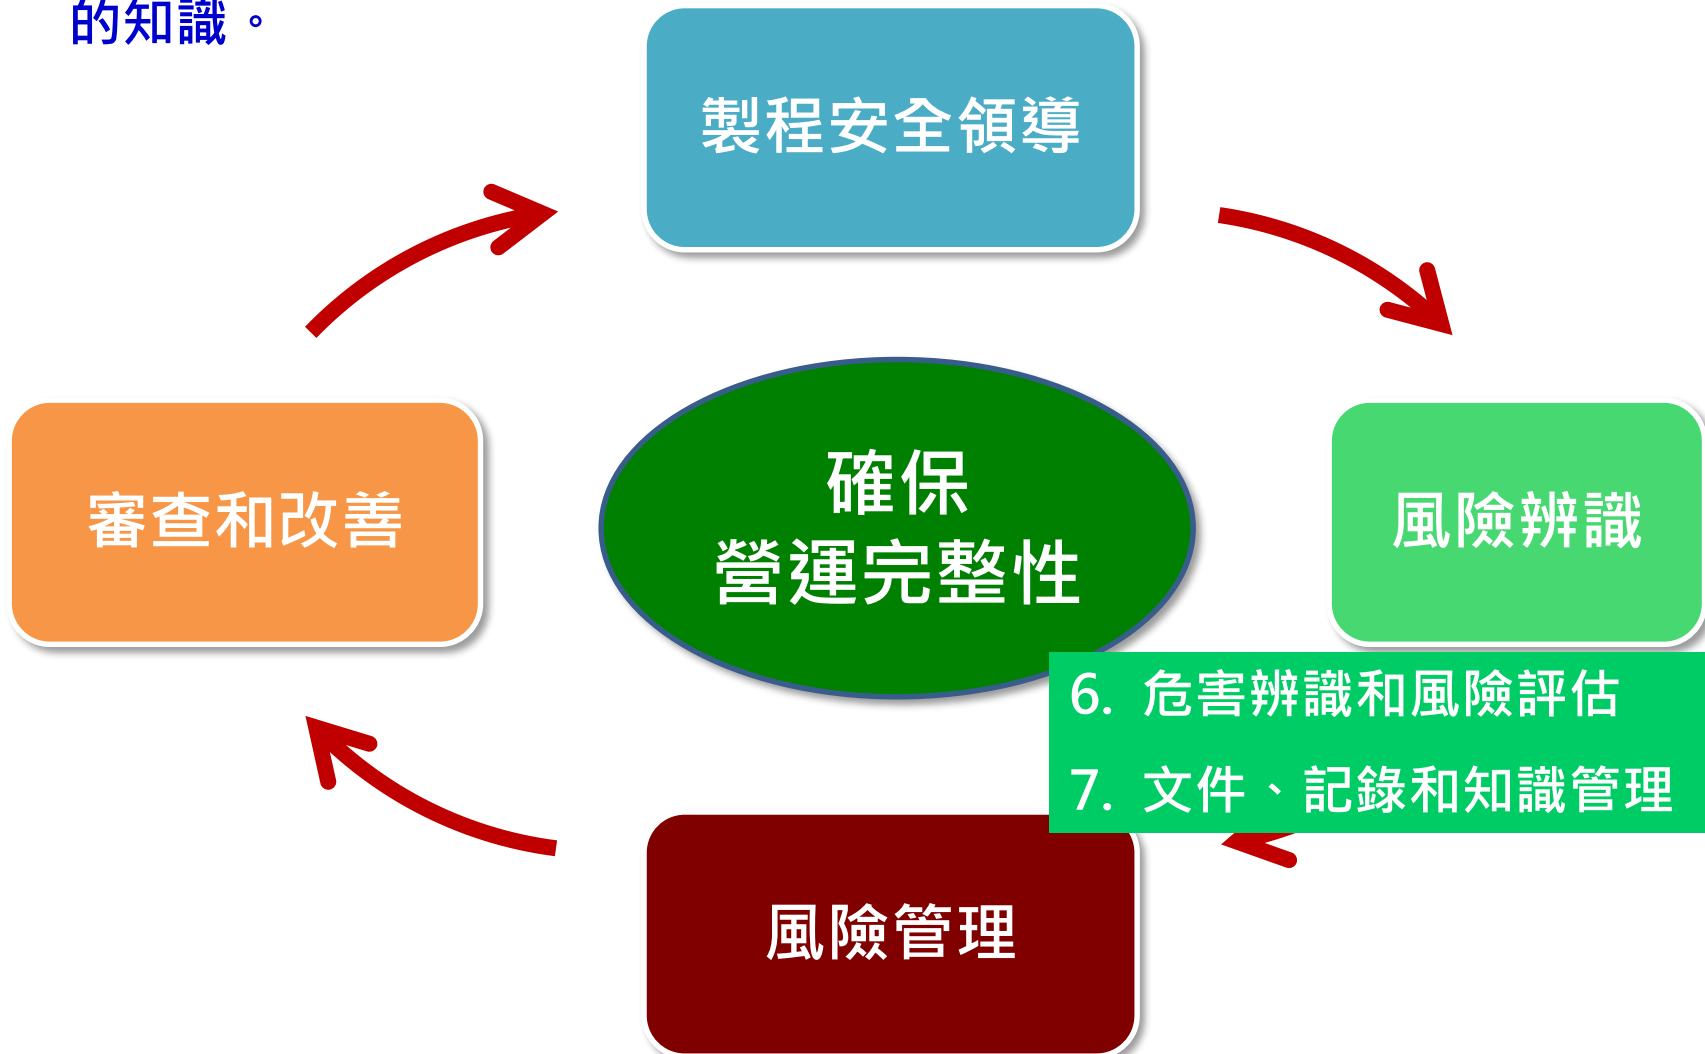 的知識。
製程安全領導
審查和改善
確保
營運完整性
風險辨識
6. 危害辨識和風險評估
7. 文件、記錄和知識管理
風險管理